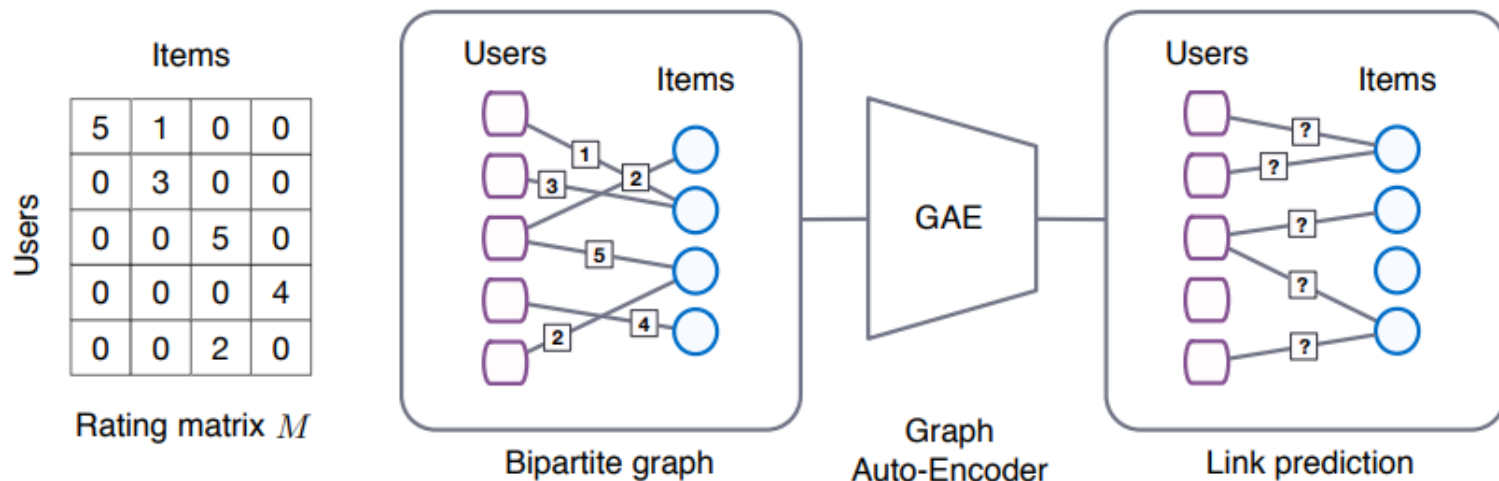 Items
Users
5 1 0 0
0 3 0 0
0 0 5 0
0 0 0 4
0 0 2 0
Rating matrix M
Users
Items
1
2
3
5
4
2
Bipartite graph
GAE
Graph
Auto-Encoder
Users
Items
?
?
?
?
?
Link prediction